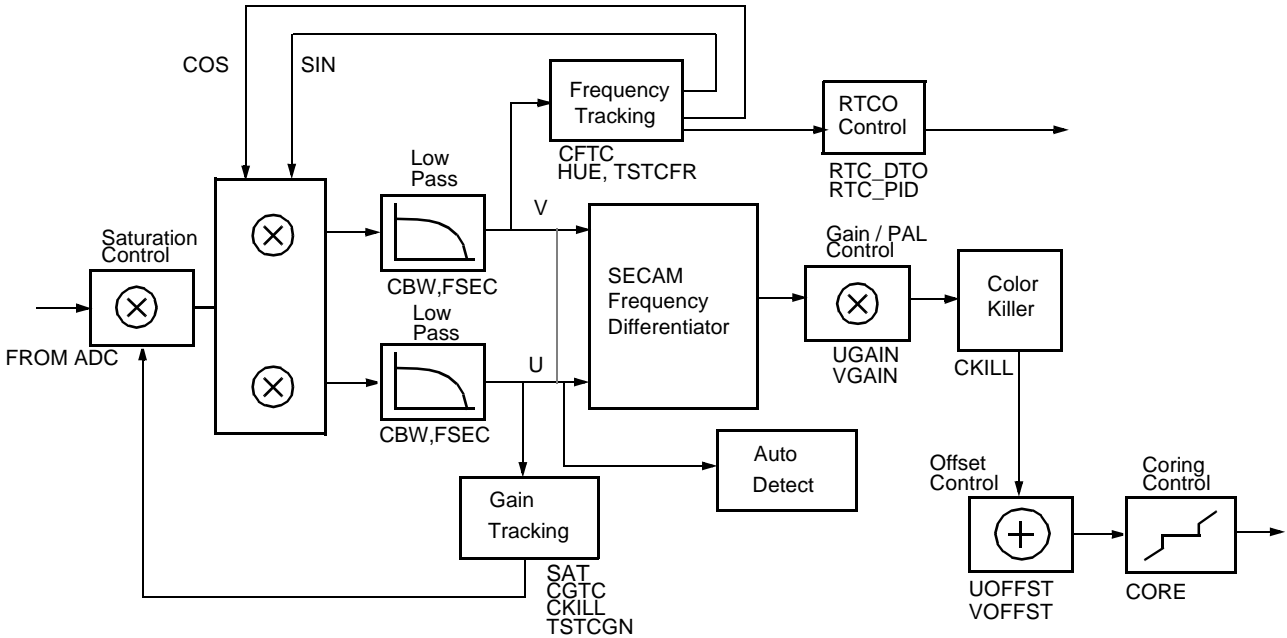 COS
SIN
Frequency
Tracking
CFTC
HUE, TSTCFR
RTCO
Control
RTC_DTO
RTC_PID
Low
Pass
CBW,FSEC
V
Saturation
Control
FROM ADC
Low
Pass
CBW,FSEC
U
SECAM
Frequency
Differentiator
Gain / PAL
Control
UGAIN
VGAIN
Color
Killer
CKILL
Auto
Detect
Gain
Tracking
SAT
CGTC
CKILL
TSTCGN
Offset
Control
UOFFST
VOFFST
Coring
Control
CORE